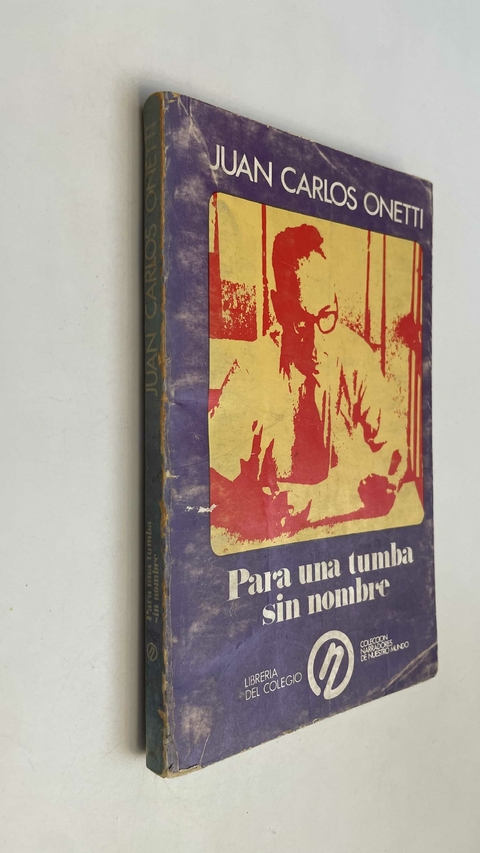 JUAN CARLOS ONETTI
Para una tumba
sin nombre
LIBRERIA
DEL COLEGIO
n
COLECCION
NARRADORES
DE NUESTRO MUNDO
JUAN CARLOS ONETTI
Para una tumba
sin nombre
n